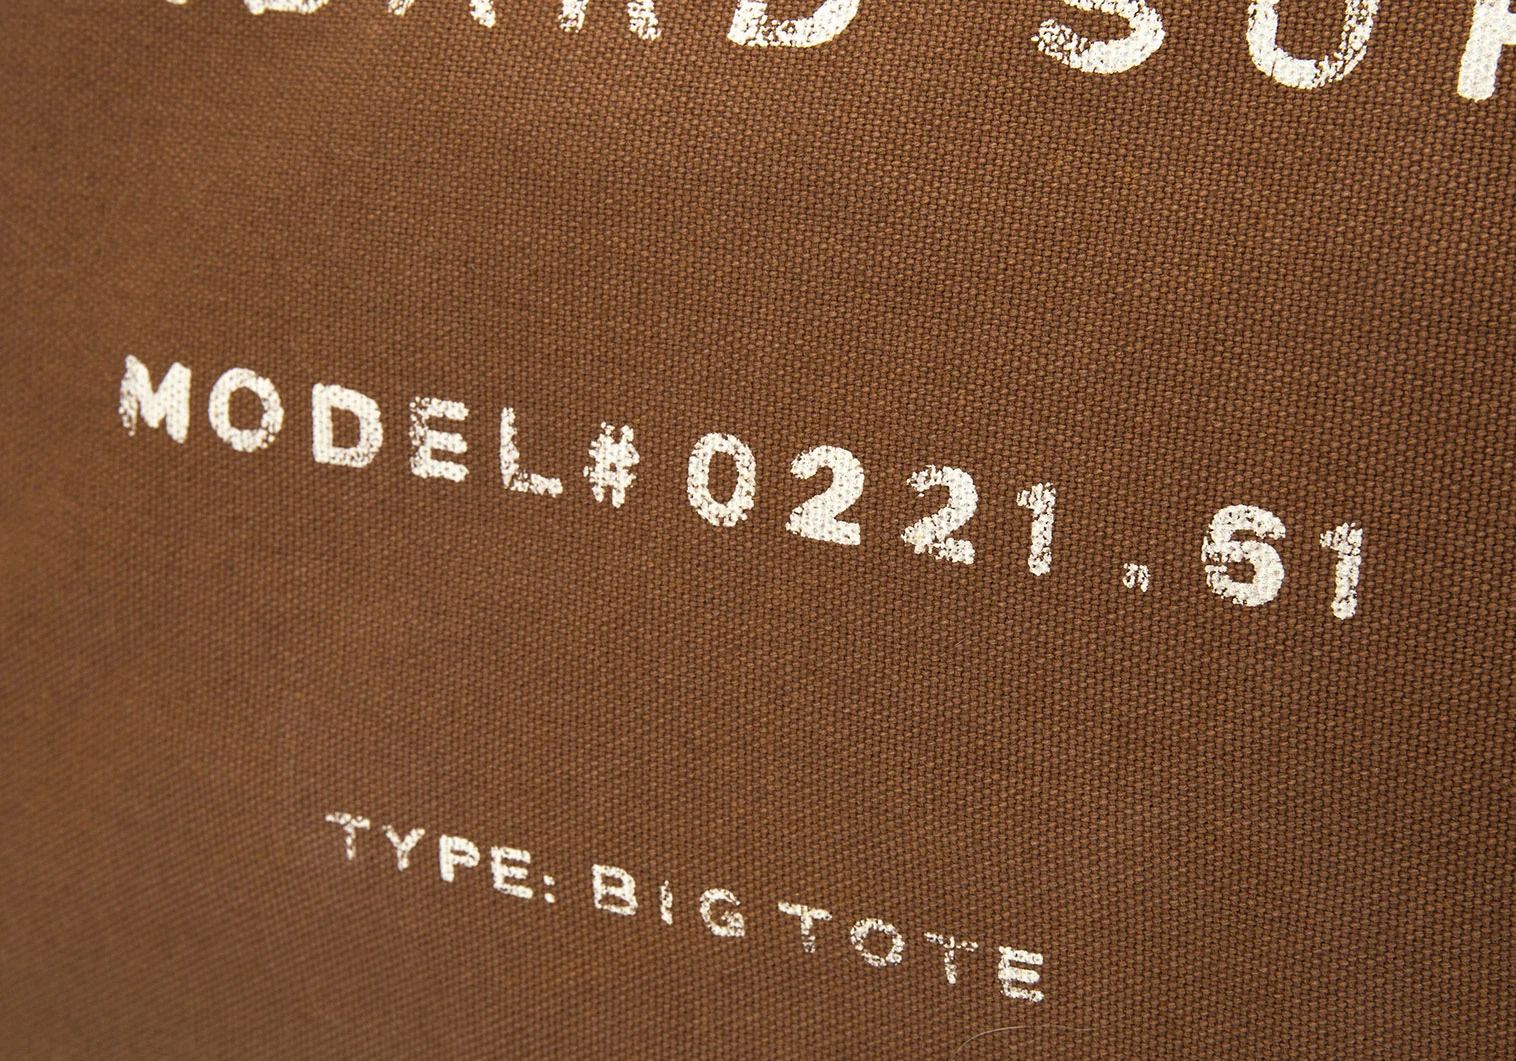 MODEL# 0221.61
TYPE: BIG TOTE